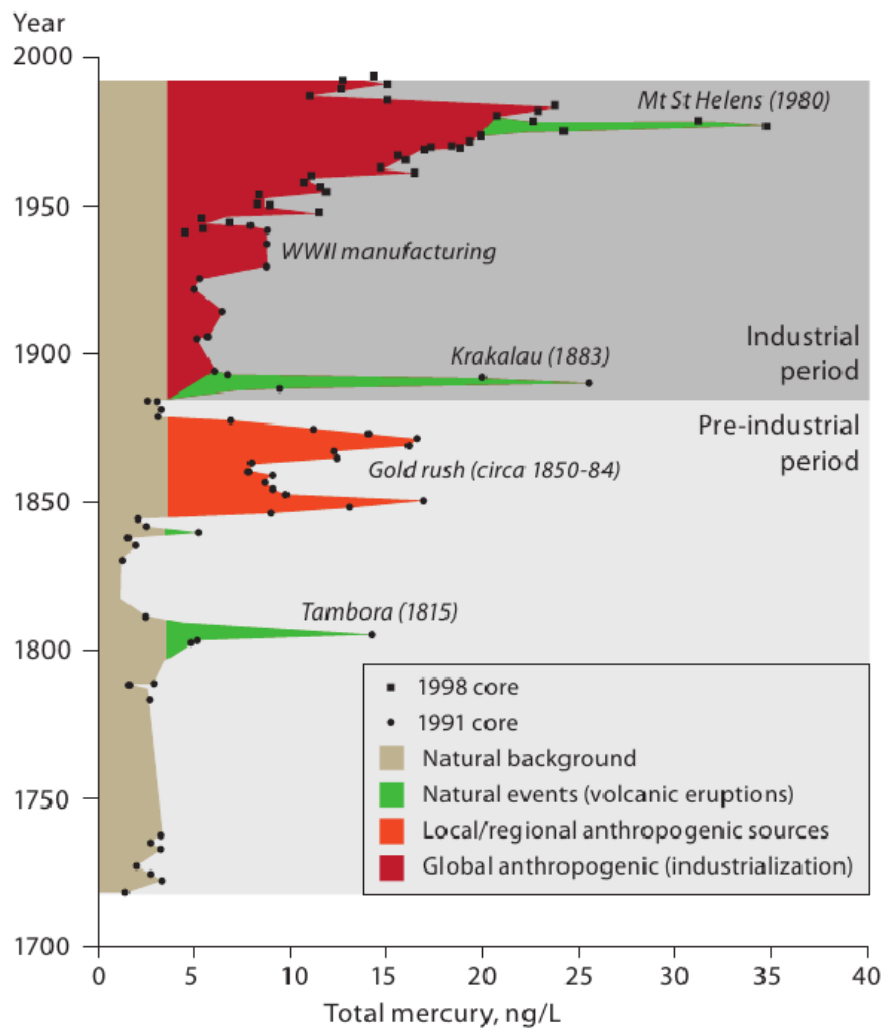 Year
2000
Mt St Helens (1980)
1950
WWII manufacturing
Industrial
period
1900
Krakalau (1883)
Pre-industrial
period
Gold rush (circa 1850-84)
1850
Tambora (1815)
1800
1998 core
1991 core
Natural background
1750
Natural events (volcanic eruptions)
Local/regional anthropogenic sources
Global anthropogenic (industrialization)
1700
0 5 10 15 20 25 30 35 40
Total mercury, ng/L